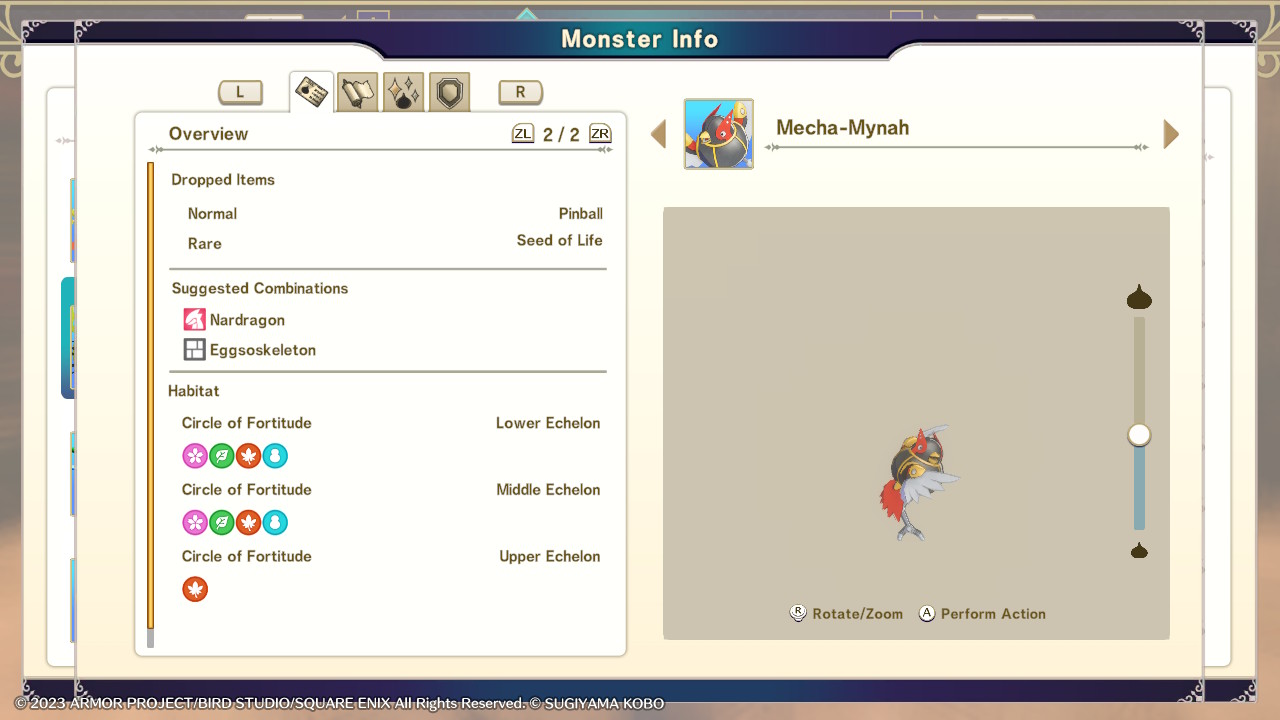 Monster Info
L
R
Overview
ZL 2 / 2 ZR
Mecha-Mynah
Dropped Items
Normal Pinball
Rare Seed of Life
Suggested Combinations
Nardragon
Eggsoskeleton
Habitat
Circle of Fortitude Lower Echelon
Circle of Fortitude Middle Echelon
Circle of Fortitude Upper Echelon
R Rotate/Zoom A Perform Action
© 2023 ARMOR PROJECT/BIRD STUDIO/SQUARE ENIX All Rights Reserved. © SUGIYAMA KOBO